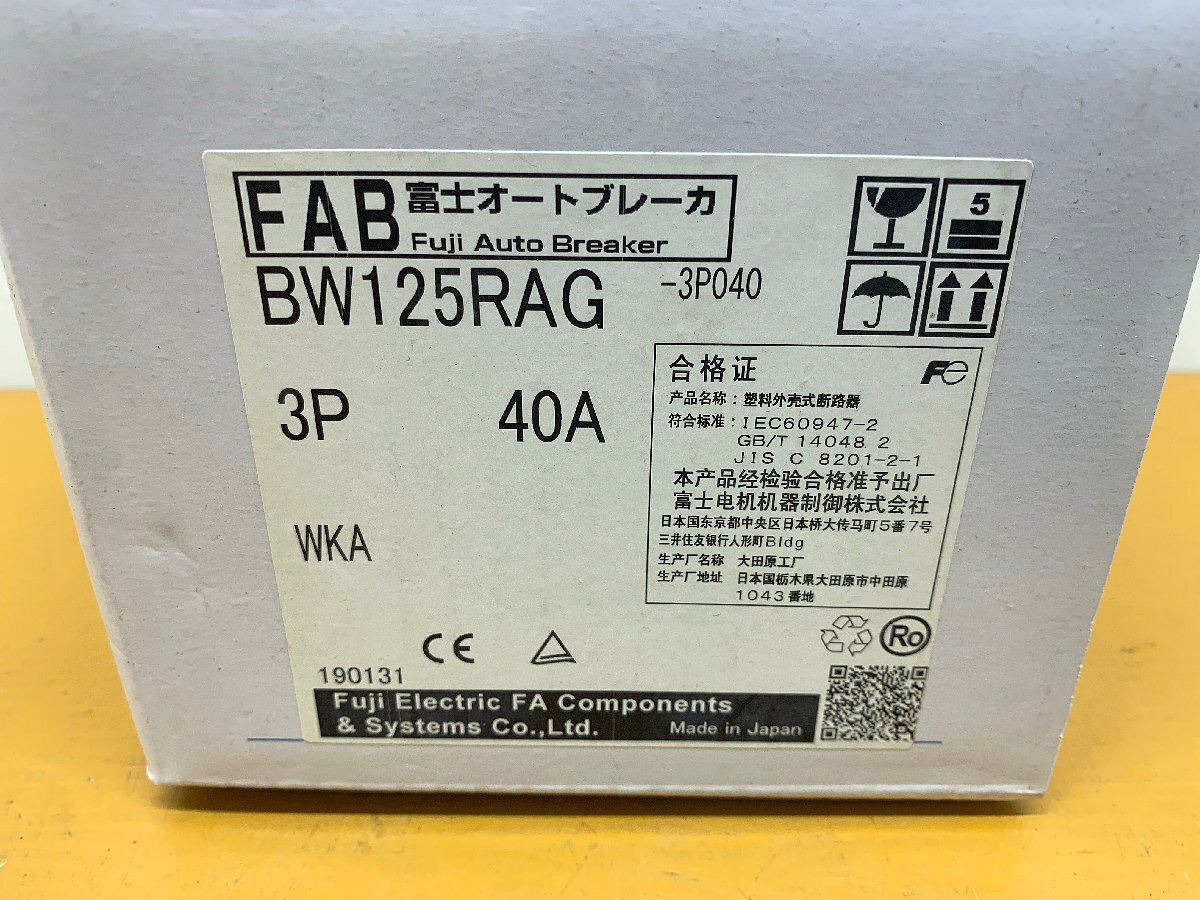 FAB 富士オートブレーカ
Fuji Auto Breaker
5
BW125RAG -3P040
3P 40A
WKA
合格证 Fe
产品名称：塑料外壳式断路器
符合标准：IEC60947-2
GB/T 14048.2
JIS C 8201-2-1
本产品经检验合格准予出厂
富士电机机器制御株式会社
日本国东京都中央区日本桥大传马町5番7号
三井住友银行人形町Bldg
生产厂名称 大田原工厂
生产厂地址 日本国栃木県大田原市中田原
1043番地
Ro
CE
190131
Fuji Electric FA Components
& Systems Co.,Ltd. Made in Japan